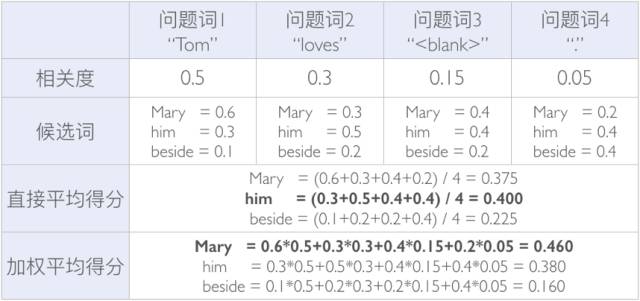 问题词1 问题词2 问题词3 问题词4
“Tom” “loves” “<blank>” “.”
相关度 0.5 0.3 0.15 0.05
候选词
Mary = 0.6 Mary = 0.3 Mary = 0.4 Mary = 0.2
him = 0.3 him = 0.5 him = 0.4 him = 0.4
beside = 0.1 beside = 0.2 beside = 0.2 beside = 0.4
直接平均得分
Mary = (0.6+0.3+0.4+0.2) / 4 = 0.375
him = (0.3+0.5+0.4+0.4) / 4 = 0.400
beside = (0.1+0.2+0.2+0.4) / 4 = 0.225
加权平均得分
Mary = 0.6*0.5+0.3*0.3+0.4*0.15+0.2*0.05 = 0.460
him = 0.3*0.5+0.5*0.3+0.4*0.15+0.4*0.05 = 0.380
beside = 0.1*0.5+0.2*0.3+0.2*0.15+0.4*0.05 = 0.160